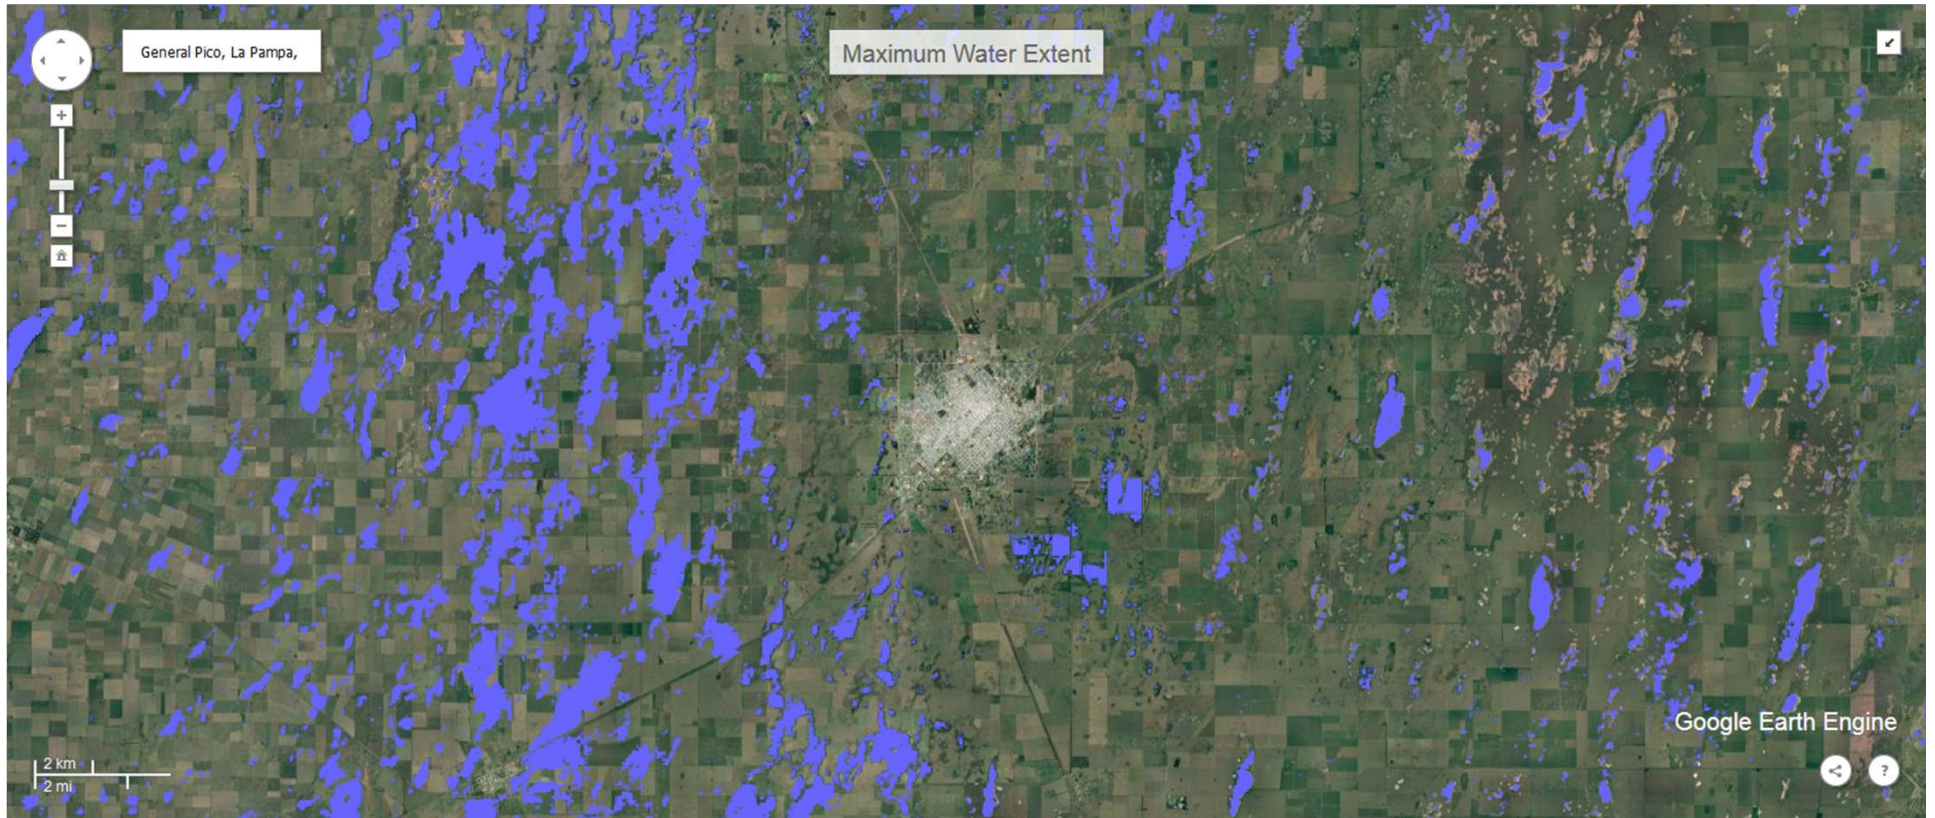 General Pico, La Pampa,
Maximum Water Extent
+
−
2 km
2 mi
Google Earth Engine
?